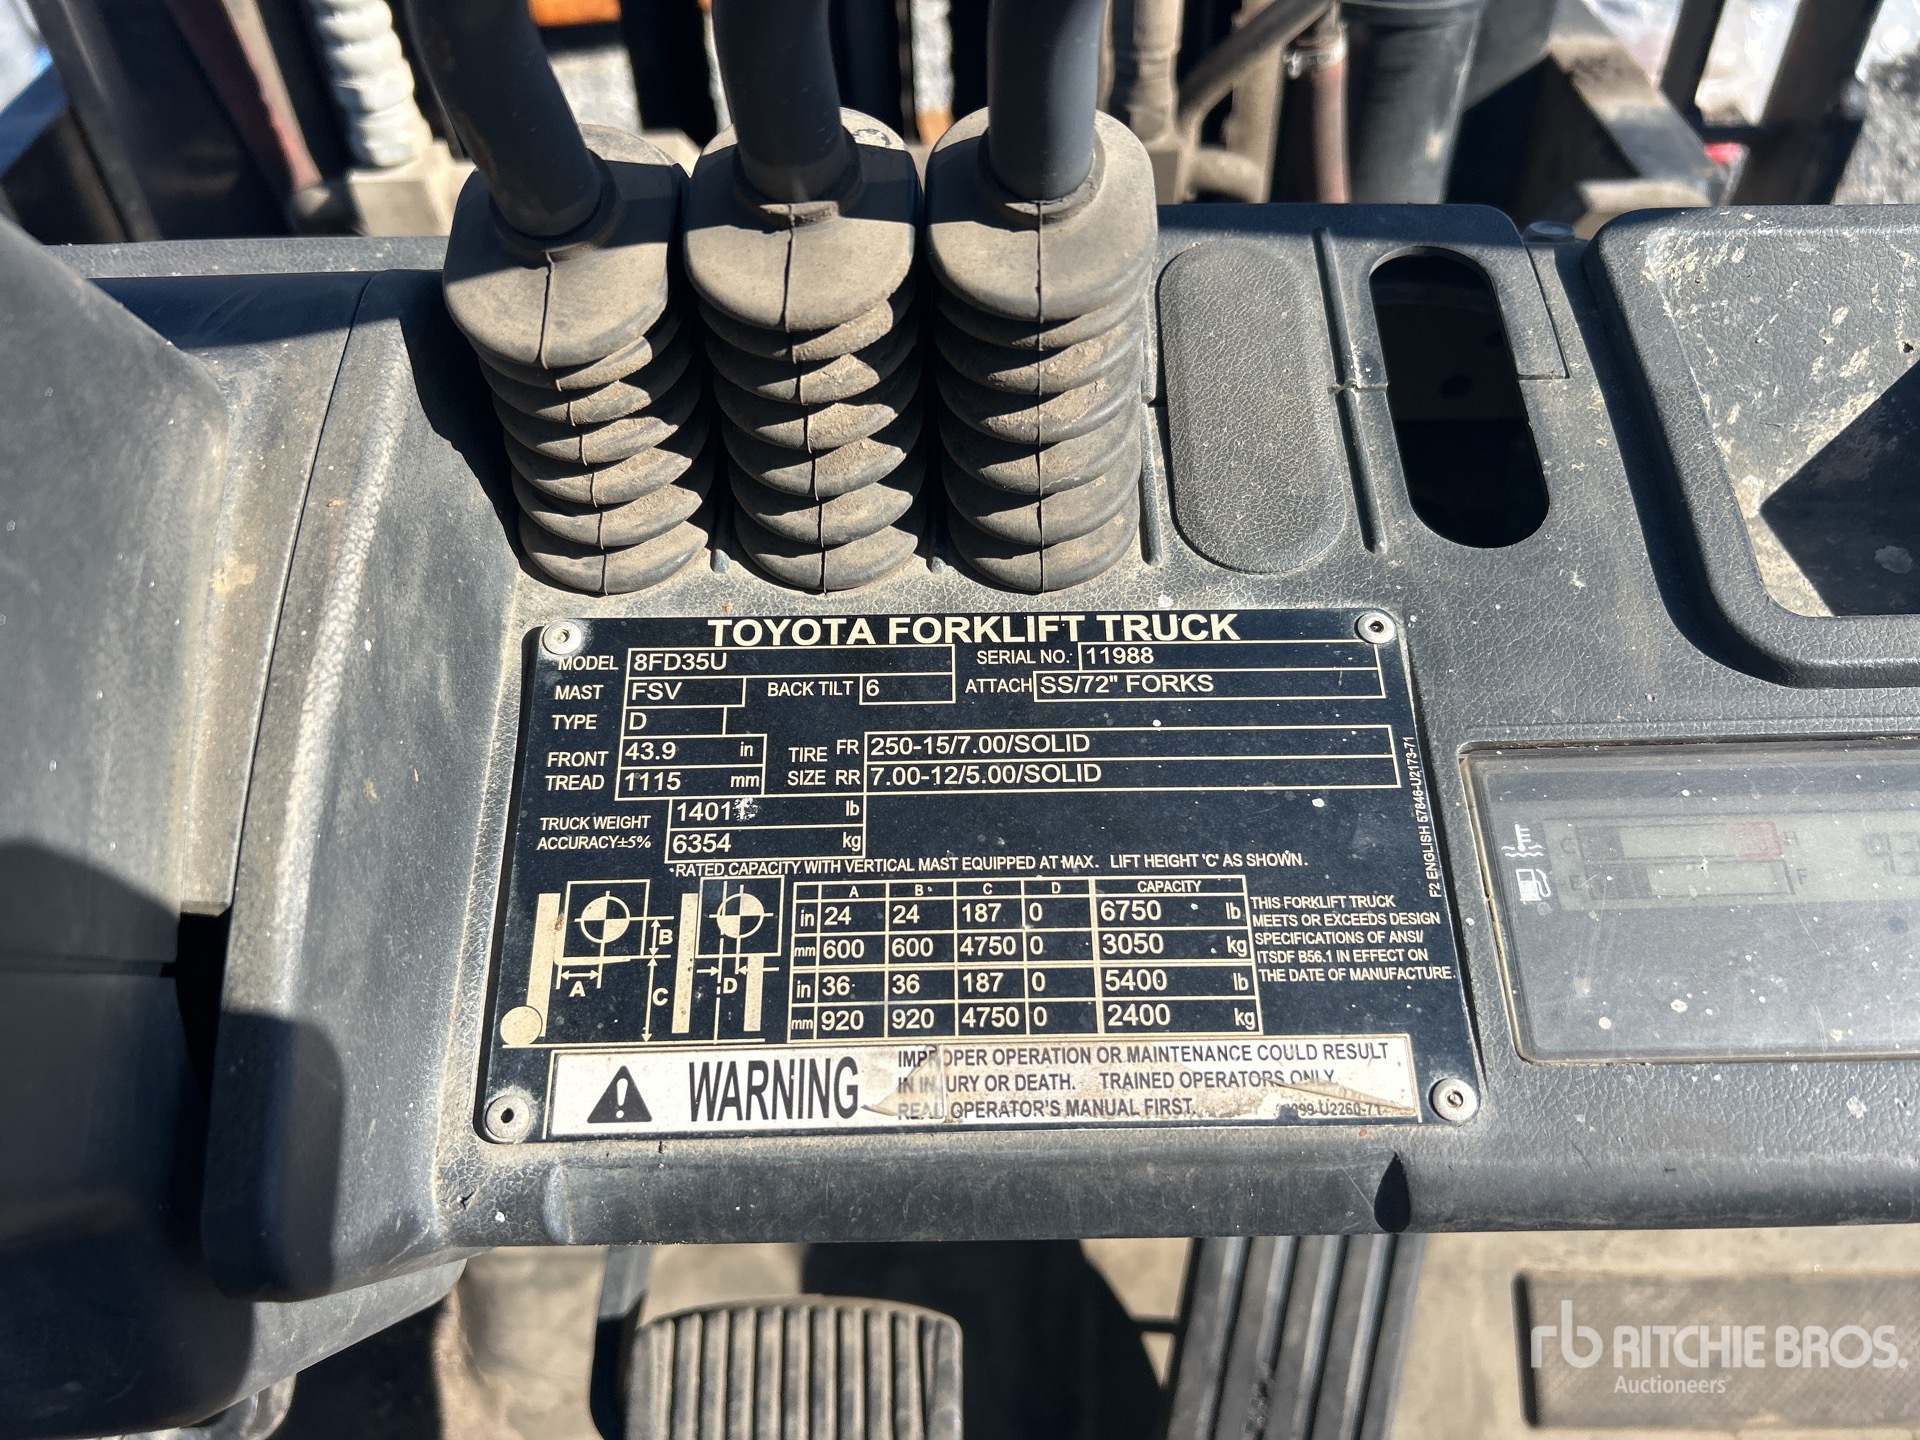 TOYOTA FORKLIFT TRUCK
MODEL 8FD35U SERIAL NO. 11988
MAST FSV BACK TILT 6 ATTACH SS/72" FORKS
TYPE D
FRONT TREAD 43.9 in 1115 mm
TIRE SIZE FR 250-15/7.00/SOLID
RR 7.00-12/5.00/SOLID
TRUCK WEIGHT lb
ACCURACY±5% 6354 kg
RATED CAPACITY WITH VERTICAL MAST EQUIPPED AT MAX. LIFT HEIGHT 'C' AS SHOWN.
A B C D CAPACITY
in 24 24 187 0 6750 lb
mm 600 600 4750 0 3050 kg
in 36 36 187 0 5400 lb
mm 920 920 4750 0 2400 kg
B
A C D
THIS FORKLIFT TRUCK
MEETS OR EXCEEDS DESIGN
SPECIFICATIONS OF ANSI/
ITSDF B56.1 IN EFFECT ON
THE DATE OF MANUFACTURE.
F2 ENGLISH 57846-U2173-71
WARNING
IMPROPER OPERATION OR MAINTENANCE COULD RESULT
IN INJURY OR DEATH. TRAINED OPERATORS ONLY
READ OPERATOR'S MANUAL FIRST.
C H
E F
rb RITCHIE BROS.
Auctioneers